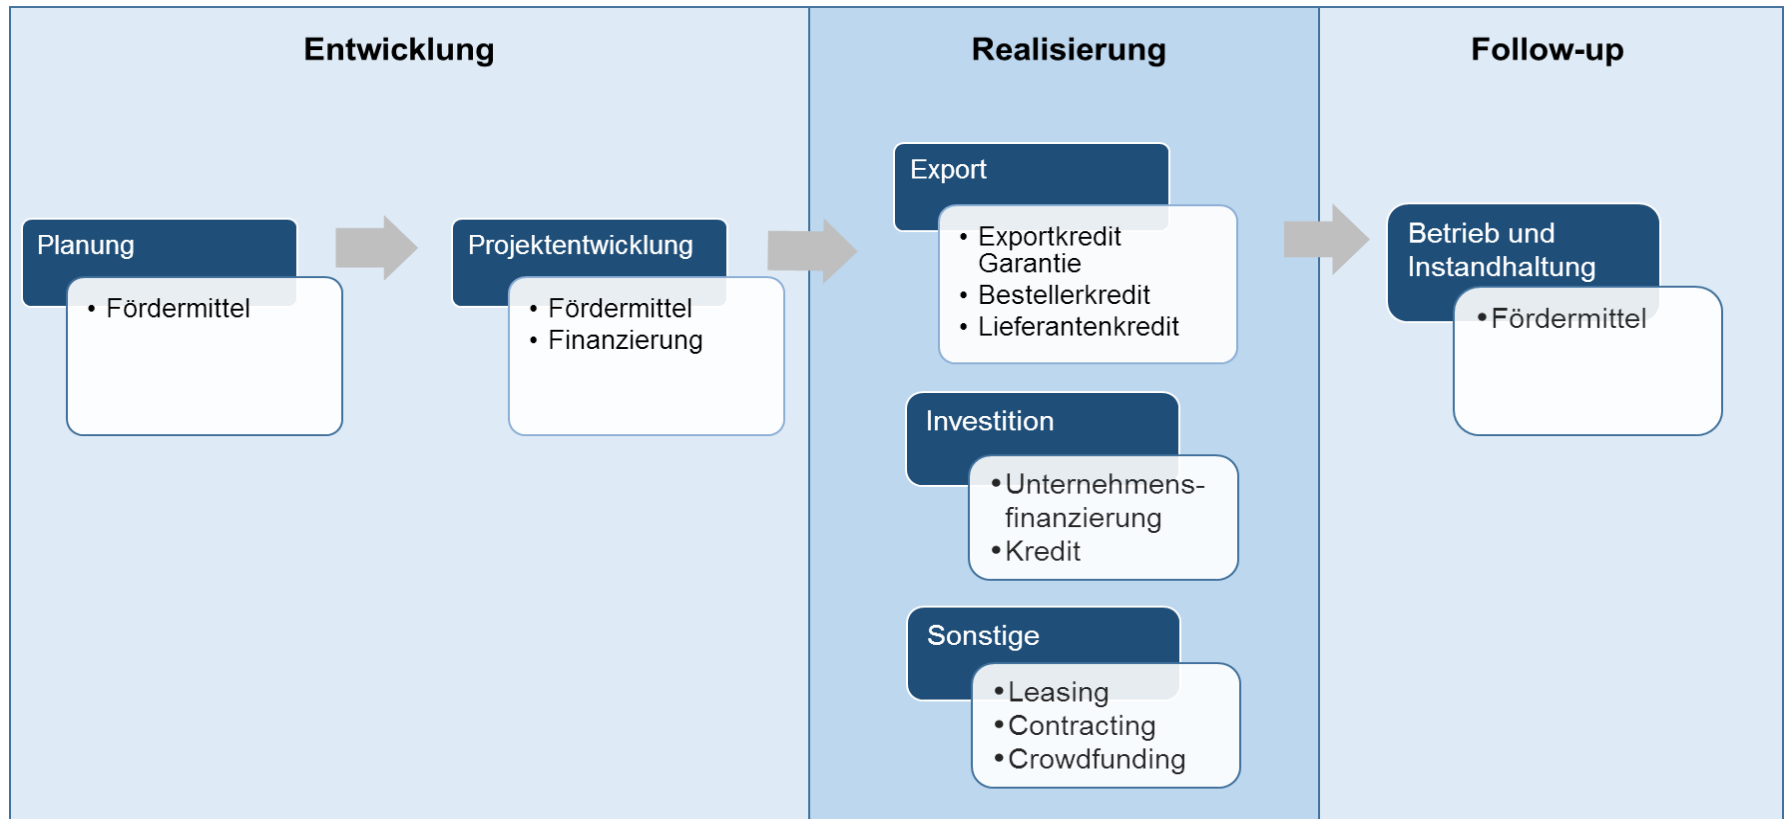 Entwicklung
Realisierung
Follow-up
Planung
• Fördermittel
Projektentwicklung
• Fördermittel
• Finanzierung
Export
• Exportkredit
Garantie
• Bestellerkredit
• Lieferantenkredit
Investition
• Unternehmens-
finanzierung
• Kredit
Sonstige
• Leasing
• Contracting
• Crowdfunding
Betrieb und
Instandhaltung
• Fördermittel